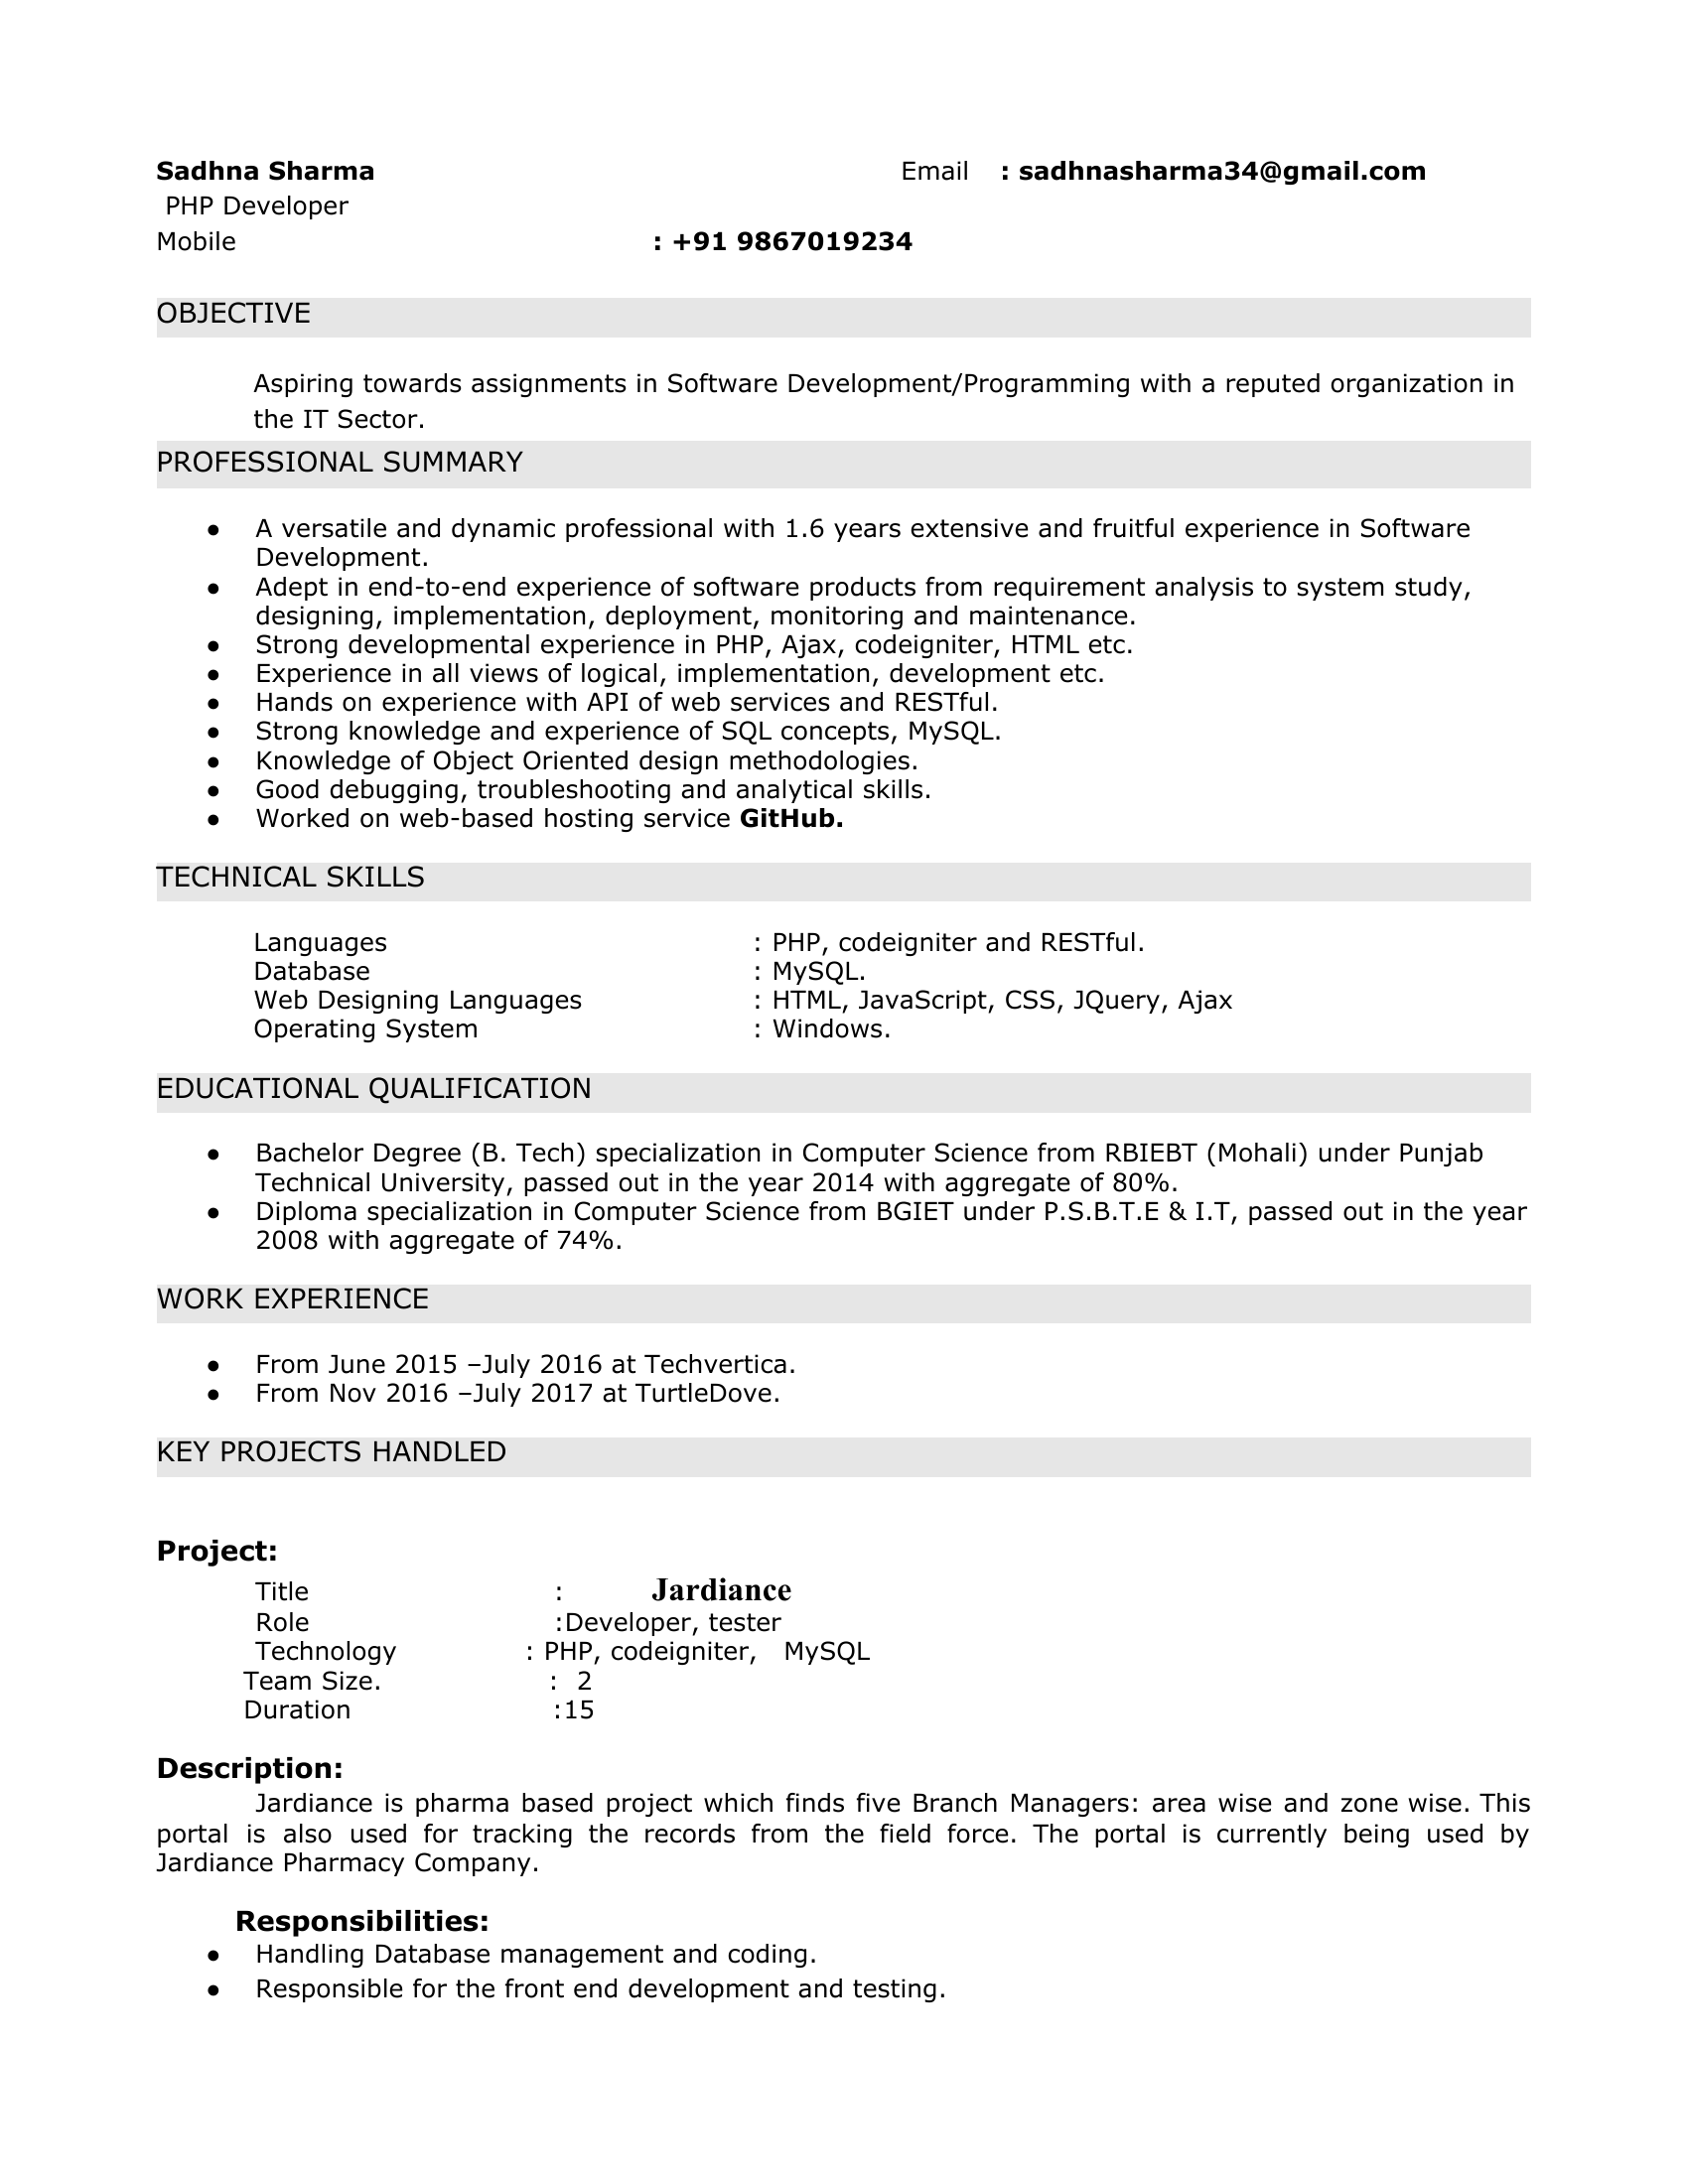 Sadhna Sharma Email : sadhnasharma34@gmail.com
PHP Developer
Mobile : +91 9867019234
OBJECTIVE
Aspiring towards assignments in Software Development/Programming with a reputed organization in
the IT Sector.
PROFESSIONAL SUMMARY
● A versatile and dynamic professional with 1.6 years extensive and fruitful experience in Software
Development.
● Adept in end-to-end experience of software products from requirement analysis to system study,
designing, implementation, deployment, monitoring and maintenance.
● Strong developmental experience in PHP, Ajax, codeigniter, HTML etc.
● Experience in all views of logical, implementation, development etc.
● Hands on experience with API of web services and RESTful.
● Strong knowledge and experience of SQL concepts, MySQL.
● Knowledge of Object Oriented design methodologies.
● Good debugging, troubleshooting and analytical skills.
● Worked on web-based hosting service GitHub.
TECHNICAL SKILLS
Languages : PHP, codeigniter and RESTful.
Database : MySQL.
Web Designing Languages : HTML, JavaScript, CSS, JQuery, Ajax
Operating System : Windows.
EDUCATIONAL QUALIFICATION
● Bachelor Degree (B. Tech) specialization in Computer Science from RBIEBT (Mohali) under Punjab
Technical University, passed out in the year 2014 with aggregate of 80%.
● Diploma specialization in Computer Science from BGIET under P.S.B.T.E & I.T, passed out in the year
2008 with aggregate of 74%.
WORK EXPERIENCE
● From June 2015 –July 2016 at Techvertica.
● From Nov 2016 –July 2017 at TurtleDove.
KEY PROJECTS HANDLED
Project:
Title : Jardiance
Role :Developer, tester
Technology : PHP, codeigniter, MySQL
Team Size. : 2
Duration :15
Description:
Jardiance is pharma based project which finds five Branch Managers: area wise and zone wise. This
portal is also used for tracking the records from the field force. The portal is currently being used by
Jardiance Pharmacy Company.
Responsibilities:
● Handling Database management and coding.
● Responsible for the front end development and testing.